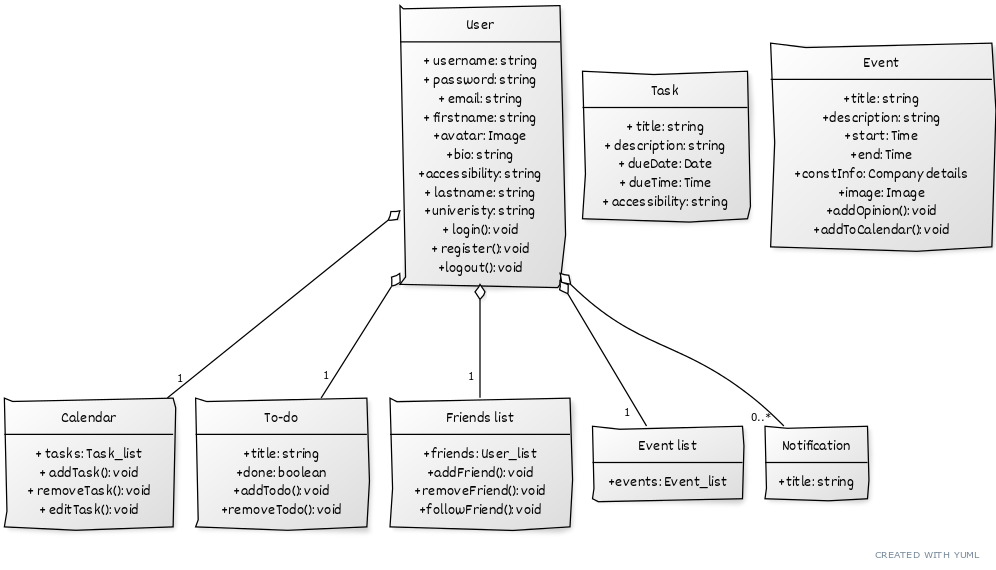 User
+ username: string
+ password: string
+ email: string
+ firstname: string
+avatar: Image
+bio: string
+accessibility: string
+ lastname: string
+univeristy: string
+ login(): void
+ register(): void
+logout(): void
Task
+ title: string
+ description: string
+ dueDate: Date
+ dueTime: Time
+ accessibility: string
Event
+title: string
+description: string
+start: Time
+end: Time
+constInfo: Company details
+image: Image
+addOpinion(): void
+addToCalendar(): void
1
1
1
1
0..*
Calendar
+ tasks: Task_list
+ addTask(): void
+ removeTask(): void
+ editTask(): void
To-do
+title: string
+done: boolean
+addTodo(): void
+removeTodo(): void
Friends list
+friends: User_list
+addFriend(): void
+removeFriend(): void
+followFriend(): void
Event list
+events: Event_list
Notification
+title: string
CREATED WITH YUML